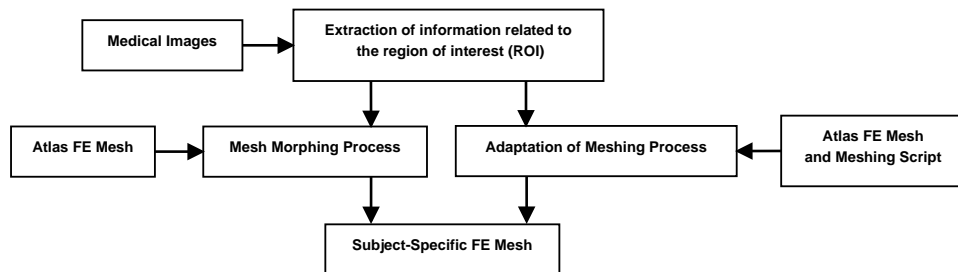 Medical Images
Extraction of information related to
the region of interest (ROI)
Atlas FE Mesh
Mesh Morphing Process
Adaptation of Meshing Process
Atlas FE Mesh
and Meshing Script
Subject-Specific FE Mesh